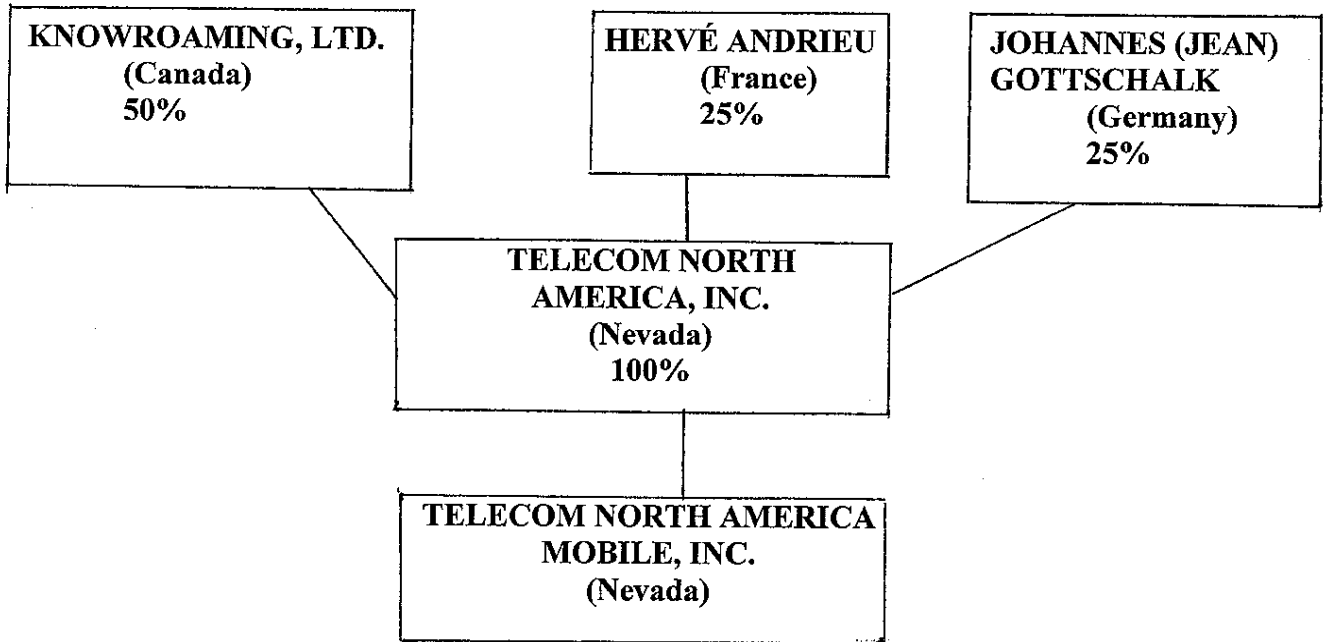 KNOWROAMING, LTD.
(Canada)
50%
HERVÉ ANDRIEU
(France)
25%
JOHANNES (JEAN)
GOTTSCHALK
(Germany)
25%
TELECOM NORTH
AMERICA, INC.
(Nevada)
100%
TELECOM NORTH AMERICA
MOBILE, INC.
(Nevada)